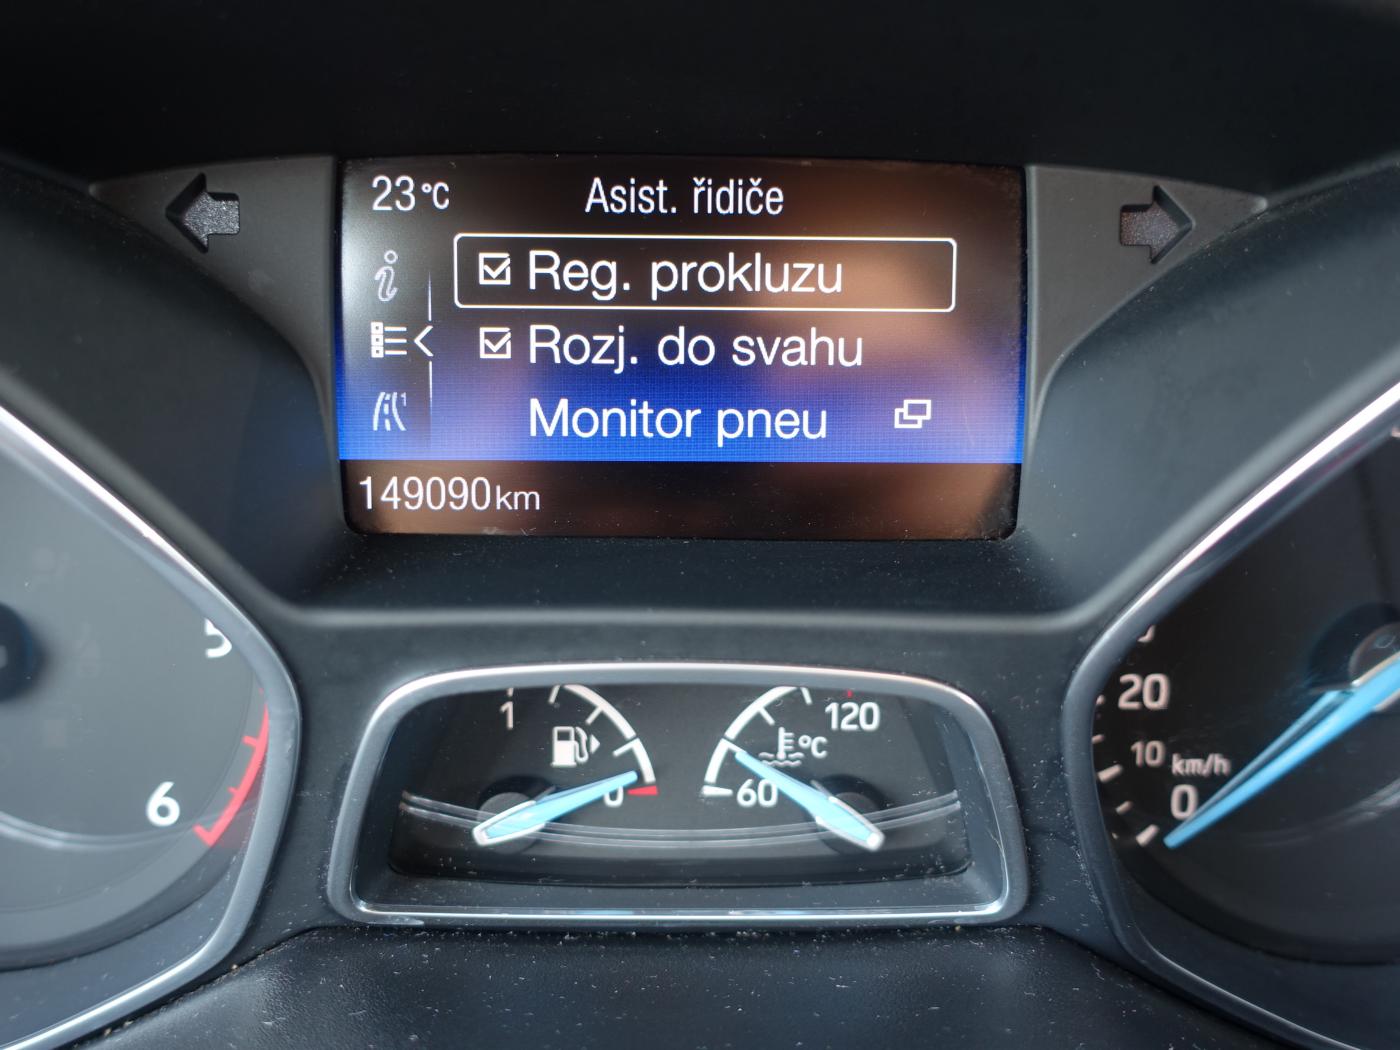 23°C
Asist. řidiče
Reg. prokluzu
Rozj. do svahu
1
Monitor pneu
149090km
5
6
1
0
120
°C
60
20
10 km/h
0